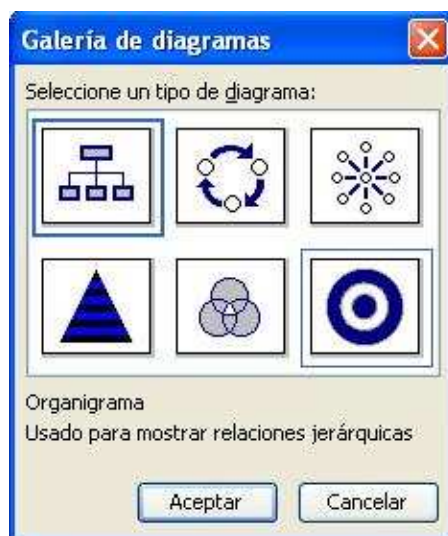 Galería de diagramas
Seleccione un tipo de diagrama:
Organigrama
Usado para mostrar relaciones jerárquicas
Aceptar
Cancelar